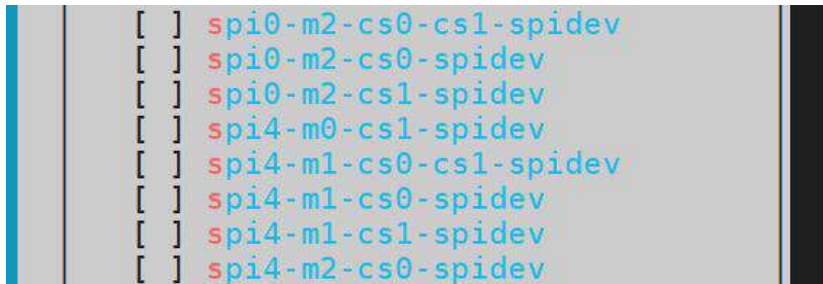 [ ] spi0-m2-cs0-cs1-spidev
[ ] spi0-m2-cs0-spidev
[ ] spi0-m2-cs1-spidev
[ ] spi4-m0-cs1-spidev
[ ] spi4-m1-cs0-cs1-spidev
[ ] spi4-m1-cs0-spidev
[ ] spi4-m1-cs1-spidev
[ ] spi4-m2-cs0-spidev